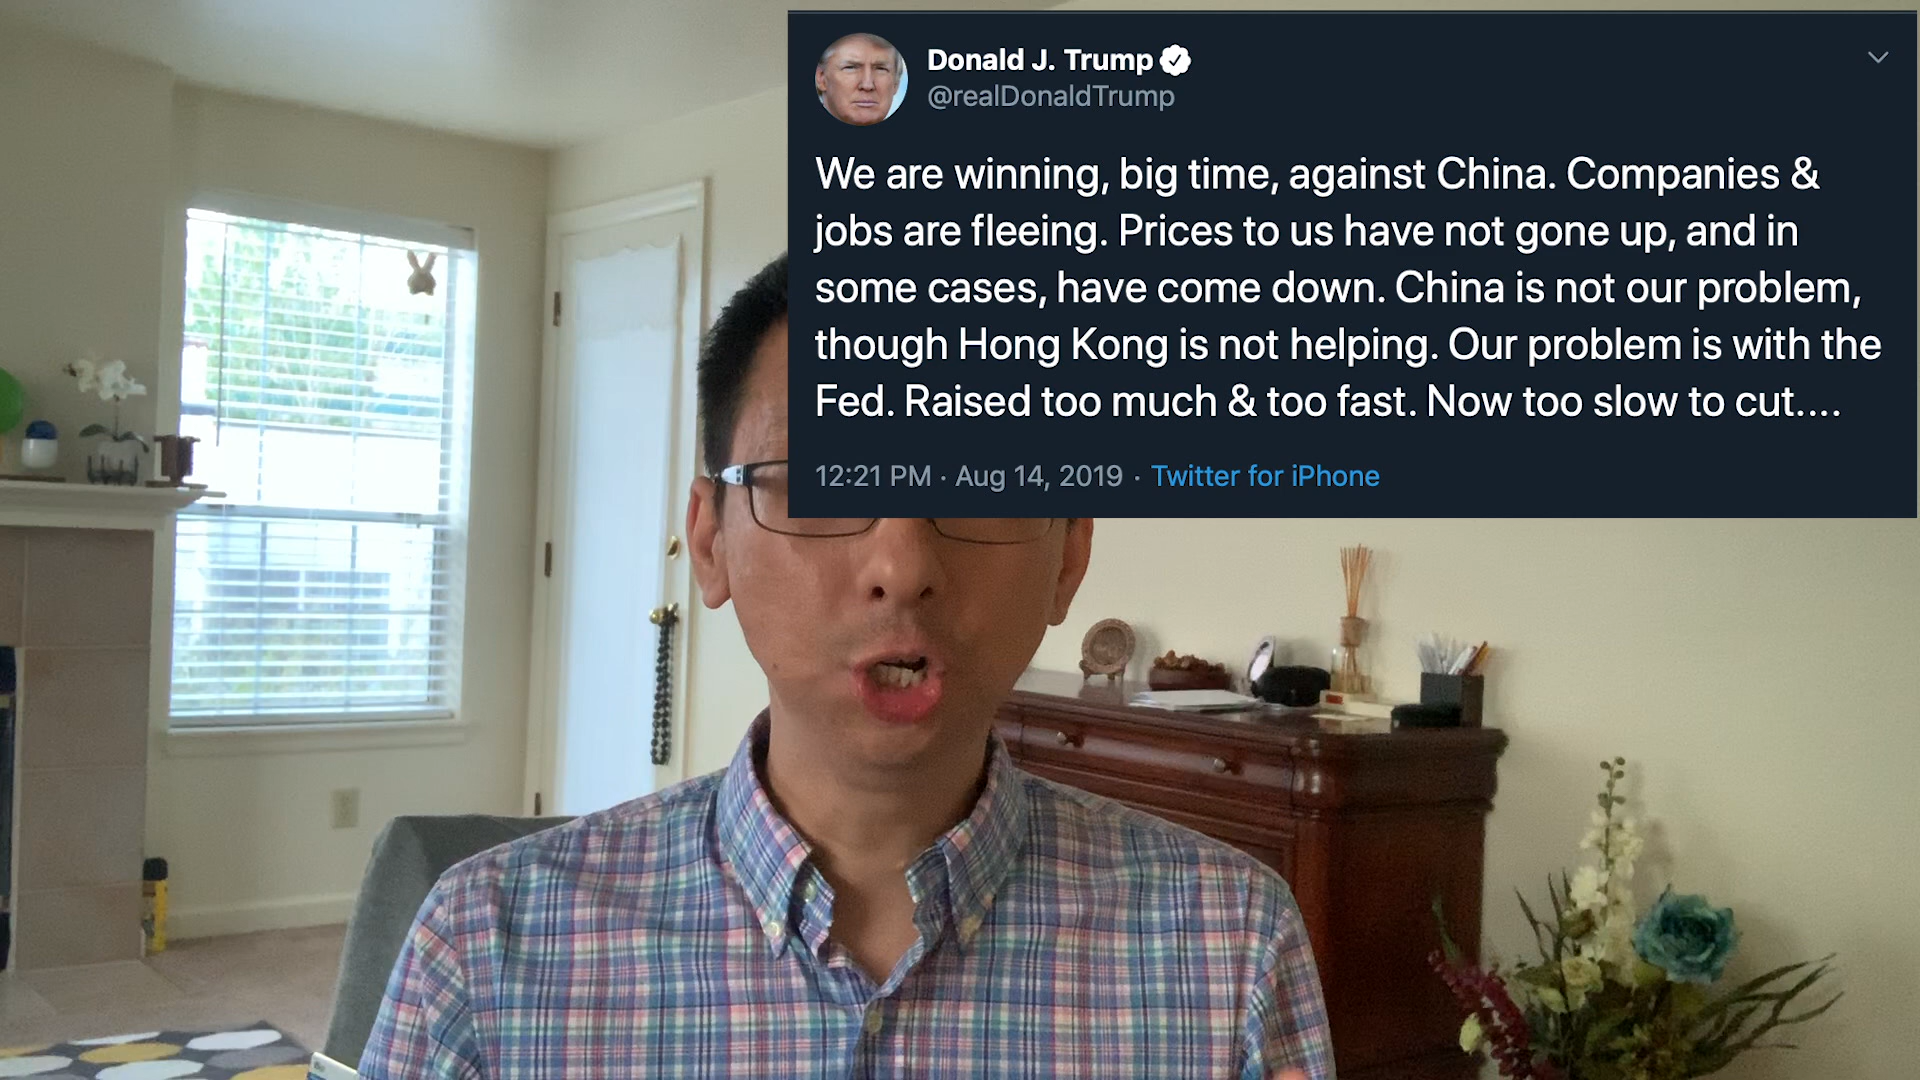 Donald J. Trump
@realDonaldTrump
We are winning, big time, against China. Companies &
jobs are fleeing. Prices to us have not gone up, and in
some cases, have come down. China is not our problem,
though Hong Kong is not helping. Our problem is with the
Fed. Raised too much & too fast. Now too slow to cut....
12:21 PM · Aug 14, 2019 · Twitter for iPhone